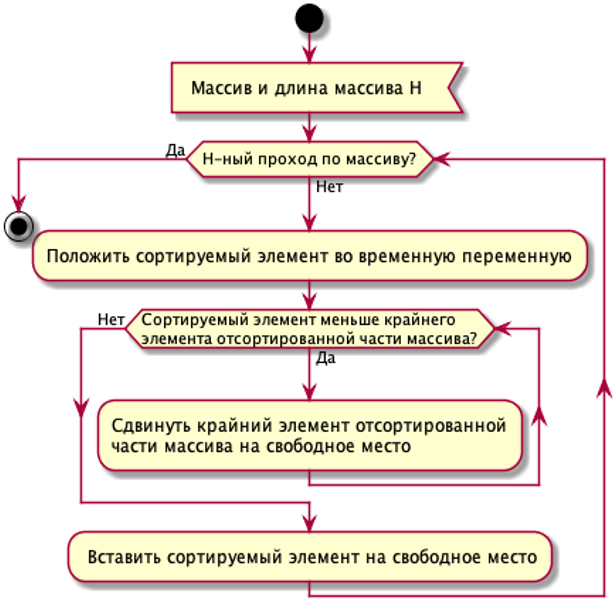 Массив и длина массива Н
Да
Н-ный проход по массиву?
Нет
Положить сортируемый элемент во временную переменную
Нет
Сортируемый элемент меньше крайнего
элемента отсортированной части массива?
Да
Сдвинуть крайний элемент отсортированной
части массива на свободное место
Вставить сортируемый элемент на свободное место